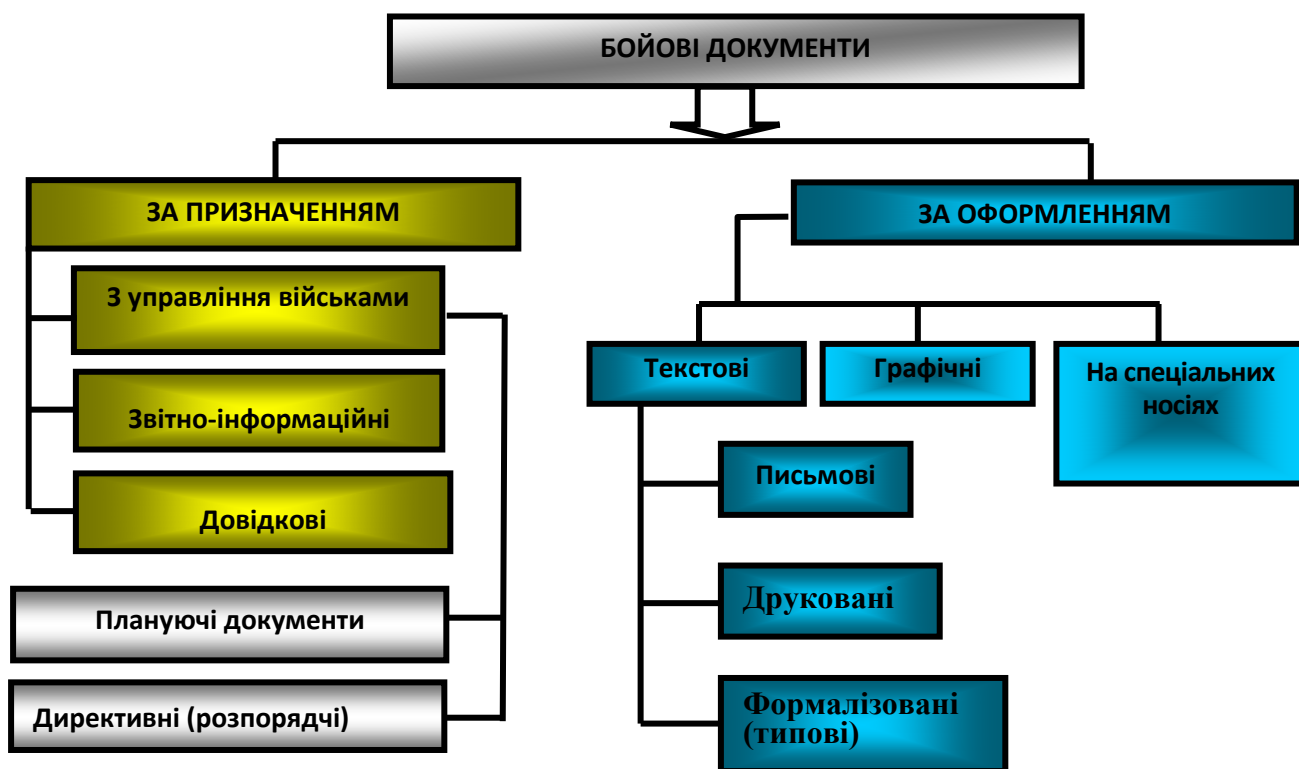 БОЙОВІ ДОКУМЕНТИ
ЗА ПРИЗНАЧЕННЯМ
З управління військами
Звітно-інформаційні
Довідкові
Плануючі документи
Директивні (розпорядчі)
ЗА ОФОРМЛЕННЯМ
Текстові
Графічні
На спеціальних
носіях
Письмові
Друковані
Формалізовані
(типові)